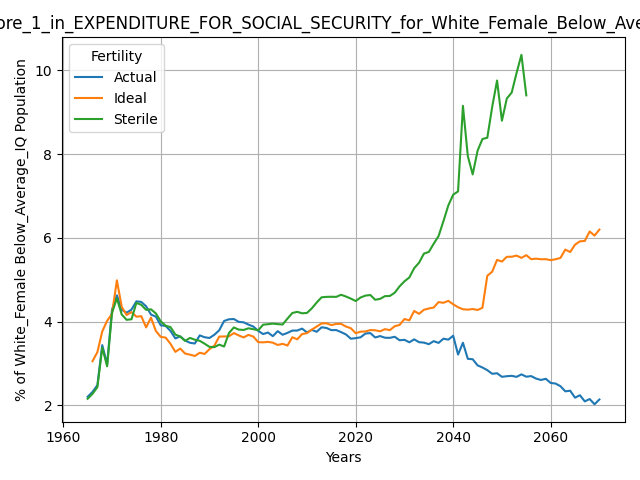 ore_1_in_EXPENDITURE_FOR_SOCIAL_SECURITY_for_White_Female_Below_Ave
Fertility
Actual
Ideal
Sterile
% of White_Female Below_Average_IQ Population
10
8
6
4
2
1960 1980 2000 2020 2040 2060
Years